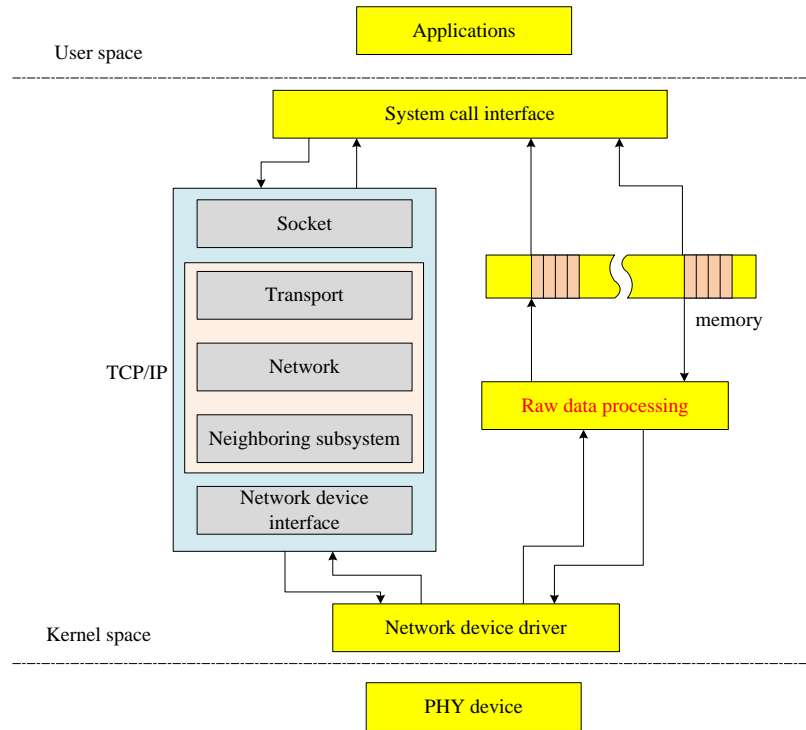 Applications
User space
System call interface
Socket
Transport
memory
TCP/IP
Network
Raw data processing
Neighboring subsystem
Network device
interface
Network device driver
Kernel space
PHY device